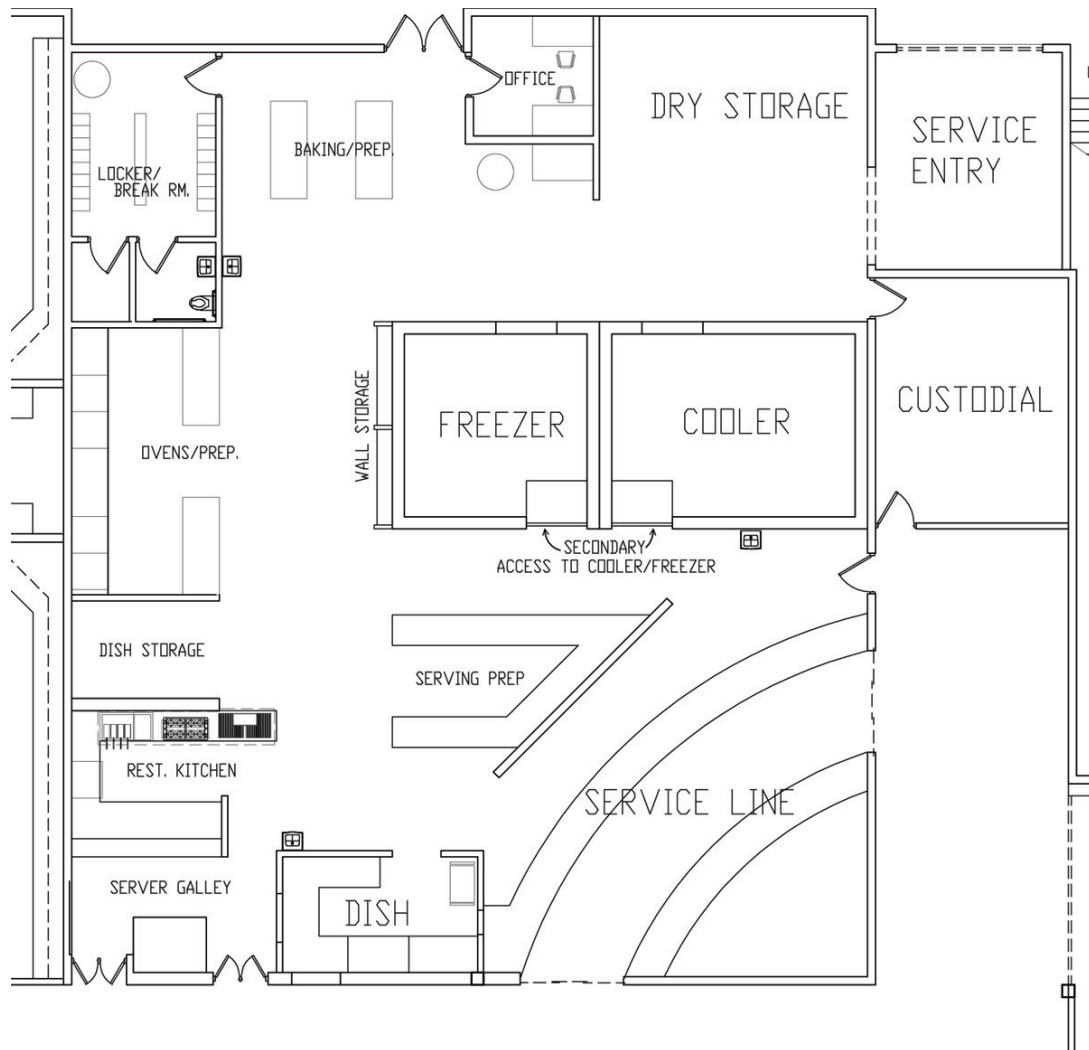 OFFICE
DRY STORAGE
SERVICE
ENTRY
BAKING/PREP.
LOCKER/
BREAK RM.
WALL STORAGE
FREEZER
COOLER
CUSTODIAL
OVENS/PREP.
SECONDARY
ACCESS TO COOLER/FREEZER
DISH STORAGE
SERVING PREP
REST. KITCHEN
SERVICE LINE
SERVER GALLEY
DISH